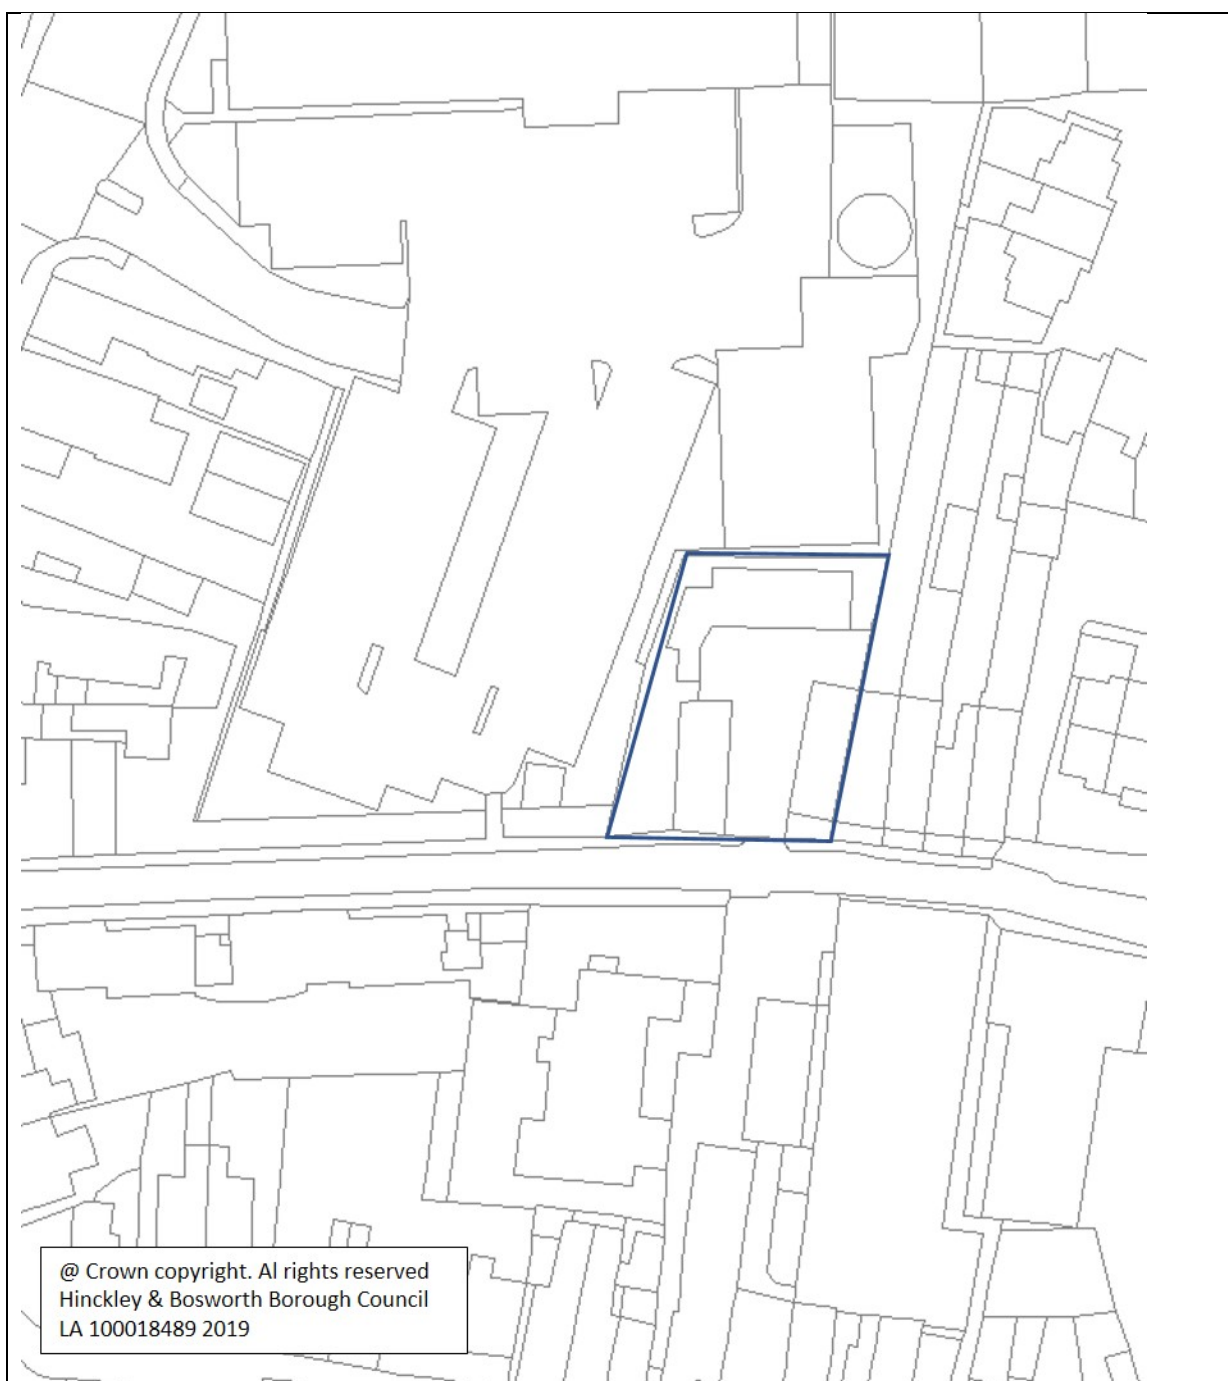 @ Crown copyright. Al rights reserved
Hinckley & Bosworth Borough Council
LA 100018489 2019